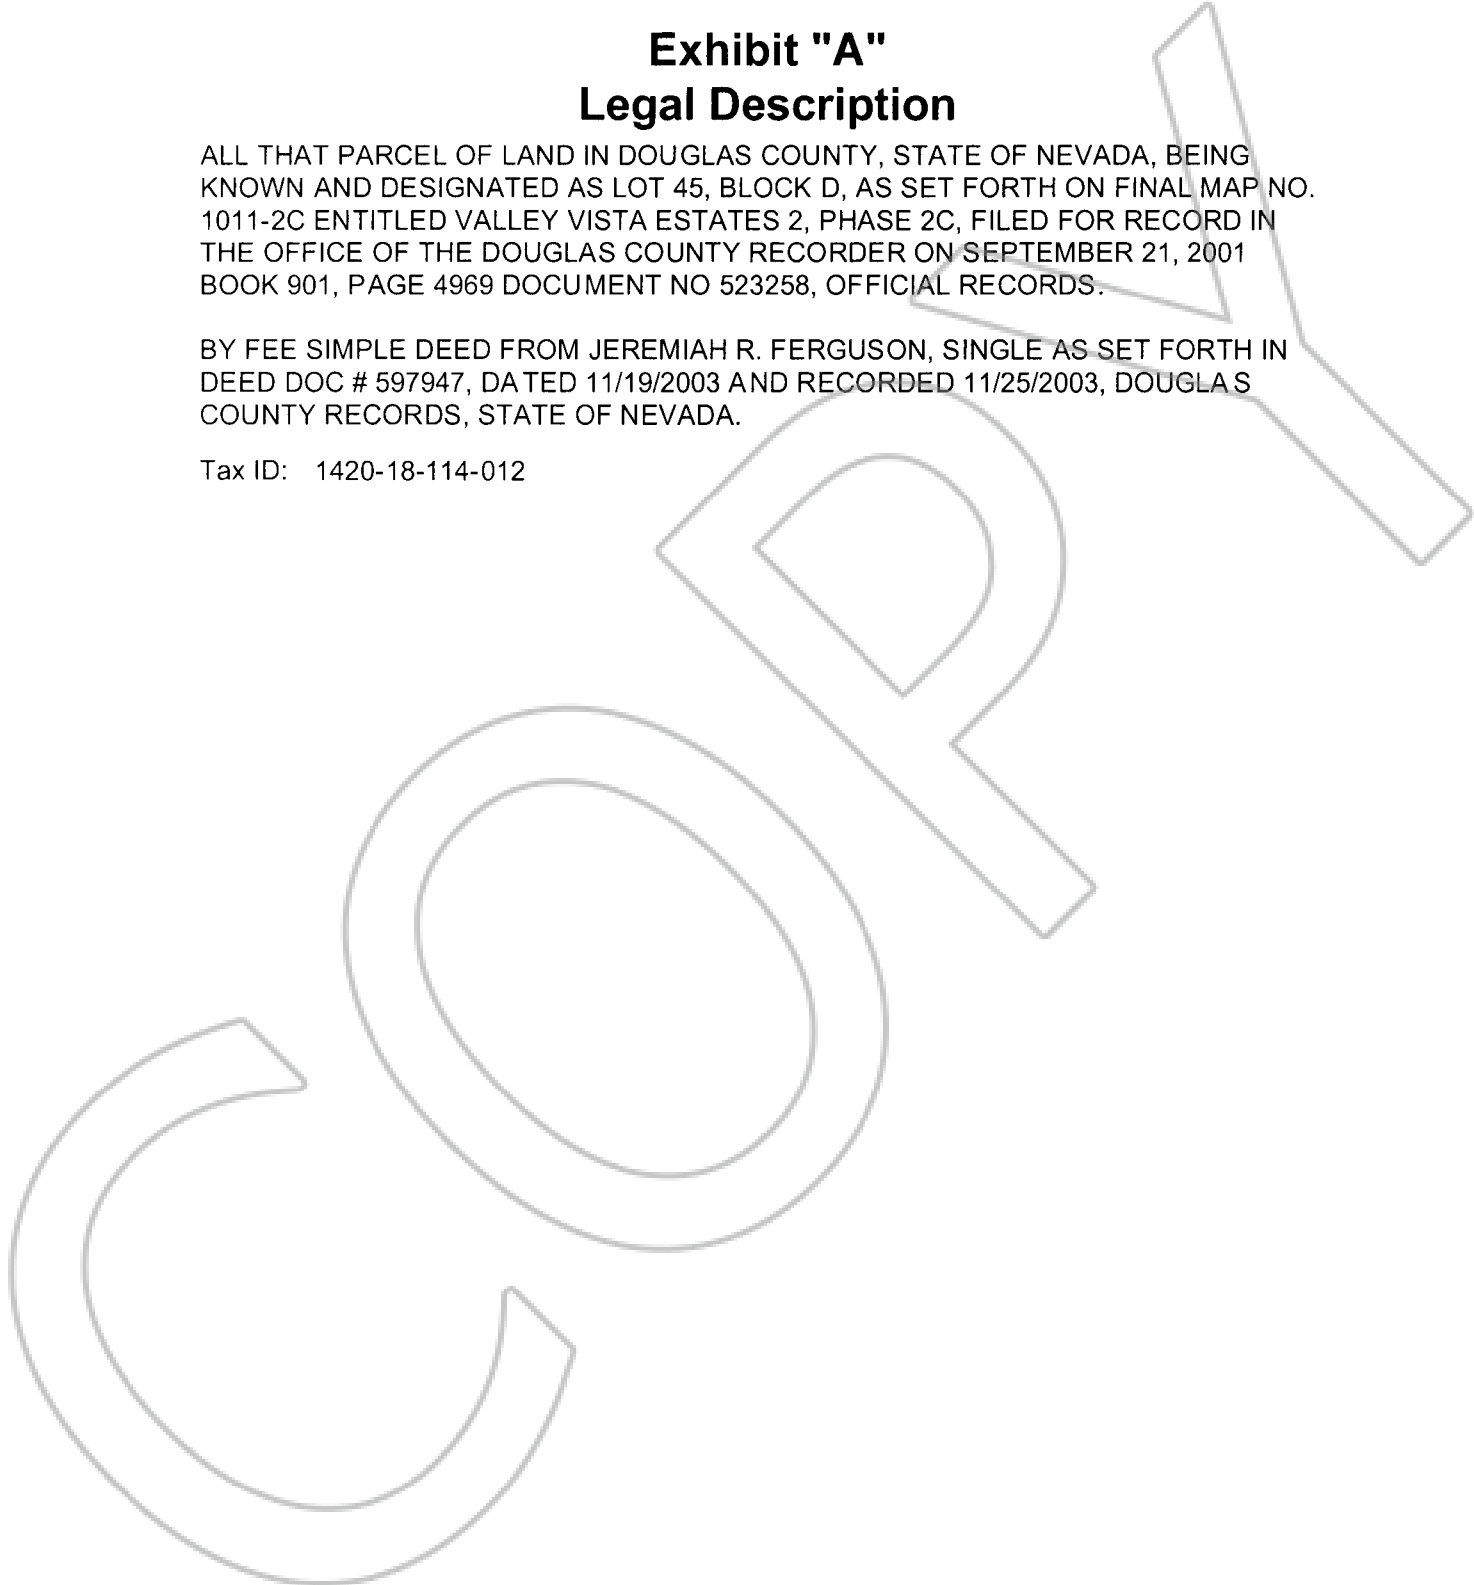 Exhibit "A"
Legal Description
ALL THAT PARCEL OF LAND IN DOUGLAS COUNTY, STATE OF NEVADA, BEING
KNOWN AND DESIGNATED AS LOT 45, BLOCK D, AS SET FORTH ON FINAL MAP NO.
1011-2C ENTITLED VALLEY VISTA ESTATES 2, PHASE 2C, FILED FOR RECORD IN
THE OFFICE OF THE DOUGLAS COUNTY RECORDER ON SEPTEMBER 21, 2001
BOOK 901, PAGE 4969 DOCUMENT NO 523258, OFFICIAL RECORDS.
BY FEE SIMPLE DEED FROM JEREMIAH R. FERGUSON, SINGLE AS SET FORTH IN
DEED DOC # 597947, DATED 11/19/2003 AND RECORDED 11/25/2003, DOUGLAS
COUNTY RECORDS, STATE OF NEVADA.
Tax ID: 1420-18-114-012
COPY